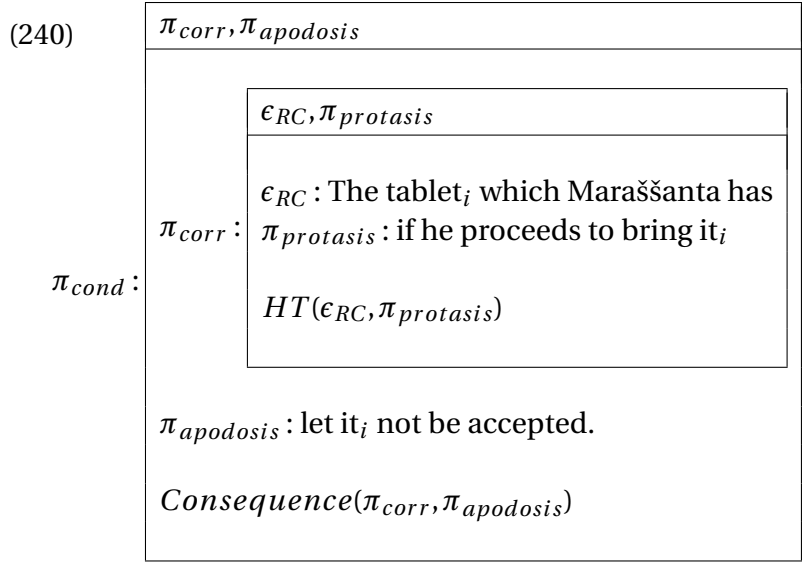 (240)
π_corr, π_apodosis
ϵ_RC, π_protasis
ϵ_RC : The tablet_i which Maraššanta has
π_corr : π_protasis : if he proceeds to bring it_i
π_cond :
HT(ϵ_RC, π_protasis)
π_apodosis : let it_i not be accepted.
Consequence(π_corr, π_apodosis)